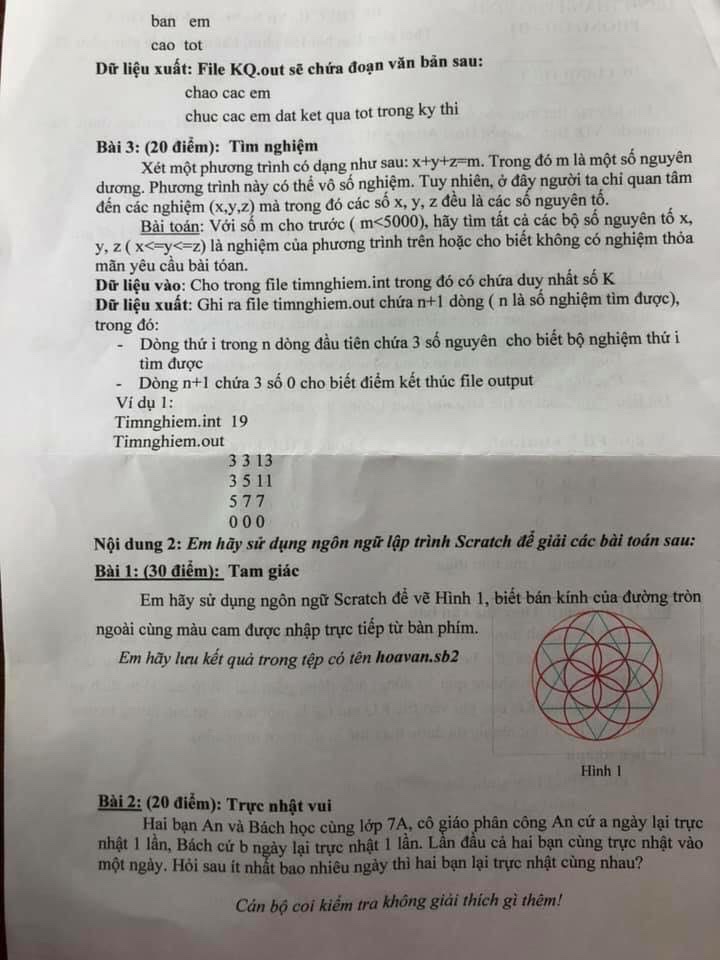 ban em
cao tot
Dữ liệu xuất: File KQ.out sẽ chứa đoạn văn bản sau:
chao cac em
chuc cac em dat ket qua tot trong ky thi
Bài 3: (20 điểm): Tìm nghiệm
Xét một phương trình có dạng như sau: x+y+z=m. Trong đó m là một số nguyên
dương. Phương trình này có thể vô số nghiệm. Tuy nhiên, ở đây người ta chỉ quan tâm
đến các nghiệm (x,y,z) mà trong đó các số x, y, z đều là các số nguyên tố.
Bài toán: Với số m cho trước ( m<5000), hãy tìm tất cả các bộ số nguyên tố x,
y, z ( x<=y<=z) là nghiệm của phương trình trên hoặc cho biết không có nghiệm thỏa
mãn yêu cầu bài tóan.
Dữ liệu vào: Cho trong file timnghiem.int trong đó có chứa duy nhất số K
Dữ liệu xuất: Ghi ra file timnghiem.out chứa n+1 dòng ( n là số nghiệm tìm được),
trong đó:
- Dòng thứ i trong n dòng đầu tiên chứa 3 số nguyên cho biết bộ nghiệm thứ i
tìm được
- Dòng n+1 chứa 3 số 0 cho biết điểm kết thúc file output
Ví dụ 1:
Timnghiem.int 19
Timnghiem.out
3 3 13
3 5 11
5 7 7
0 0 0
Nội dung 2: Em hãy sử dụng ngôn ngữ lập trình Scratch để giải các bài toán sau:
Bài 1: (30 điểm): Tam giác
Em hãy sử dụng ngôn ngữ Scratch để vẽ Hình 1, biết bán kính của đường tròn
ngoài cùng màu cam được nhập trực tiếp từ bàn phím.
Em hãy lưu kết quả trong tệp có tên hoavan.sb2
Hình 1
Bài 2: (20 điểm): Trực nhật vui
Hai bạn An và Bách học cùng lớp 7A, cô giáo phân công An cứ a ngày lại trực
nhật 1 lần, Bách cứ b ngày lại trực nhật 1 lần. Lần đầu cả hai bạn cùng trực nhật vào
một ngày. Hỏi sau ít nhất bao nhiêu ngày thì hai bạn lại trực nhật cùng nhau?
Cán bộ coi kiểm tra không giải thích gì thêm!